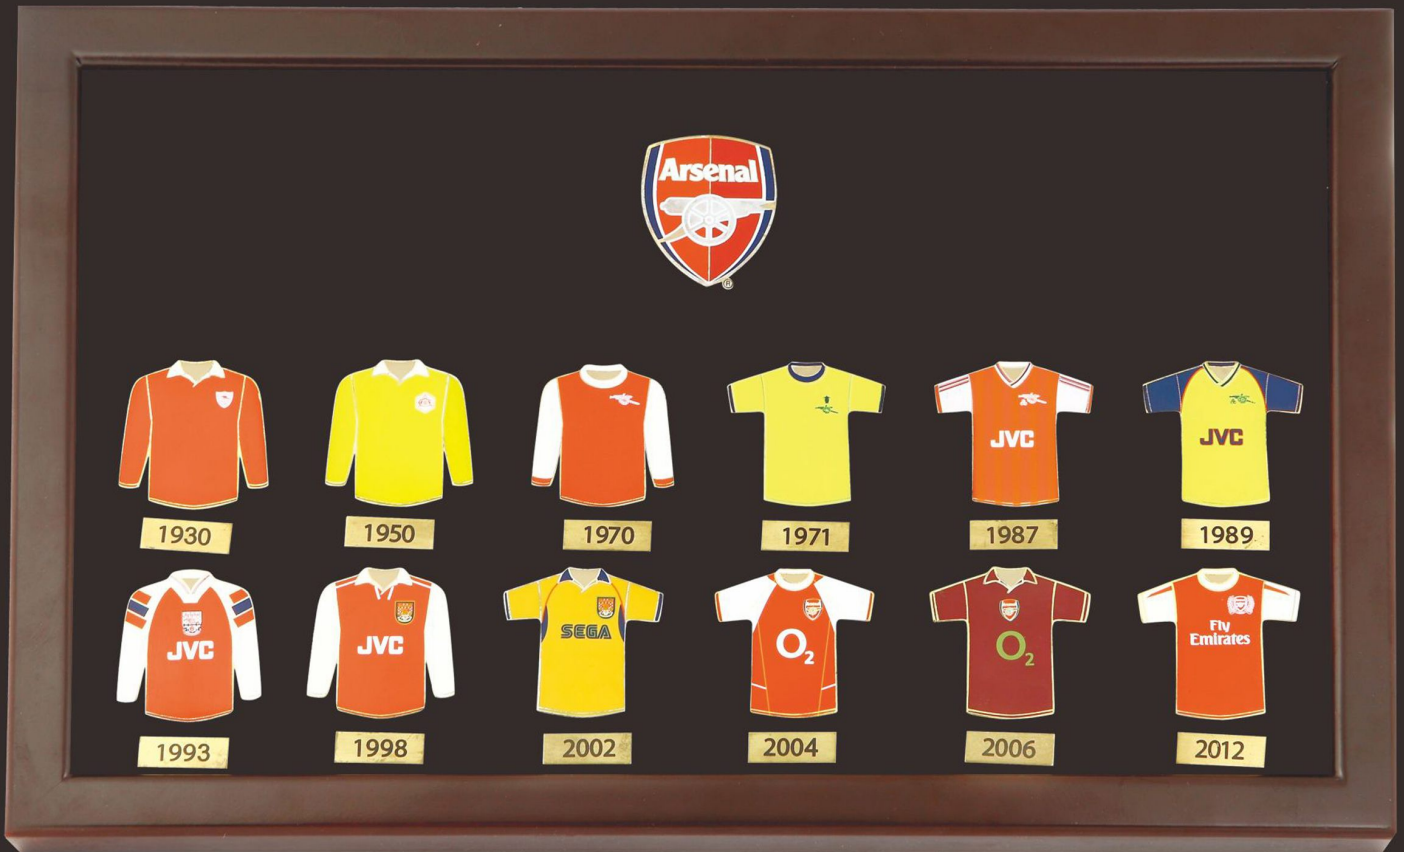 Arsenal
®
JVC
JVC
1930
1950
1970
1971
1987
1989
JVC
JVC
SEGA
O2
O2
Fly
Emirates
1993
1998
2002
2004
2006
2012